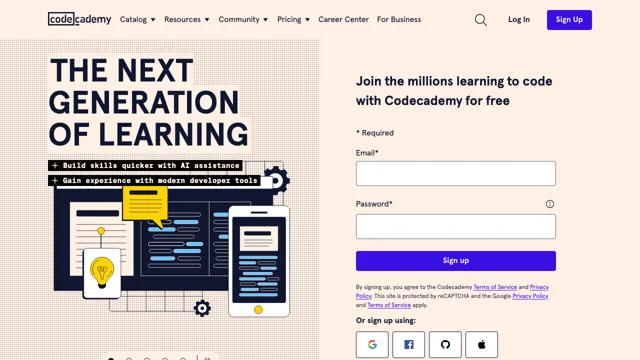 codecademy
Catalog
Resources
Community
Pricing
Career Center
For Business
Log In
Sign Up
THE NEXT
GENERATION
OF LEARNING
+ Build skills quicker with AI assistance
+ Gain experience with modern developer tools
Join the millions learning to code
with Codecademy for free
* Required
Email*
Password*
Sign up
By signing up, you agree to the Codecademy Terms of Service and Privacy
Policy. This site is protected by reCAPTCHA and the Google Privacy Policy
and Terms of Service apply.
Or sign up using: